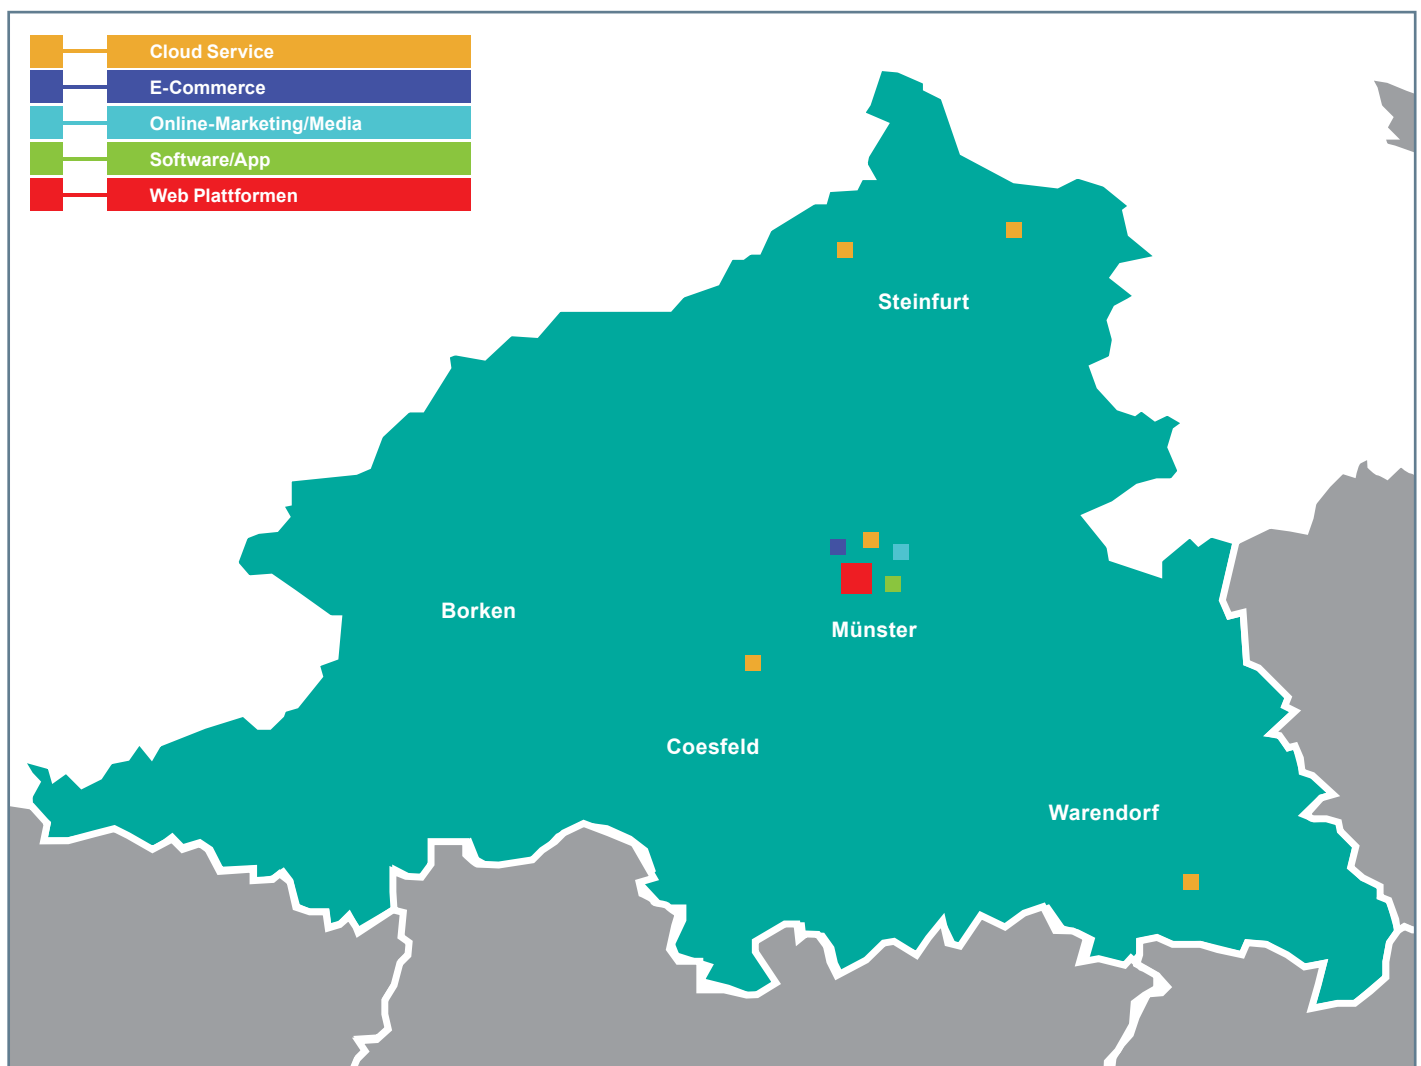 Cloud Service
E-Commerce
Online-Marketing/Media
Software/App
Web Plattformen
Steinfurt
Borken
Münster
Coesfeld
Warendorf